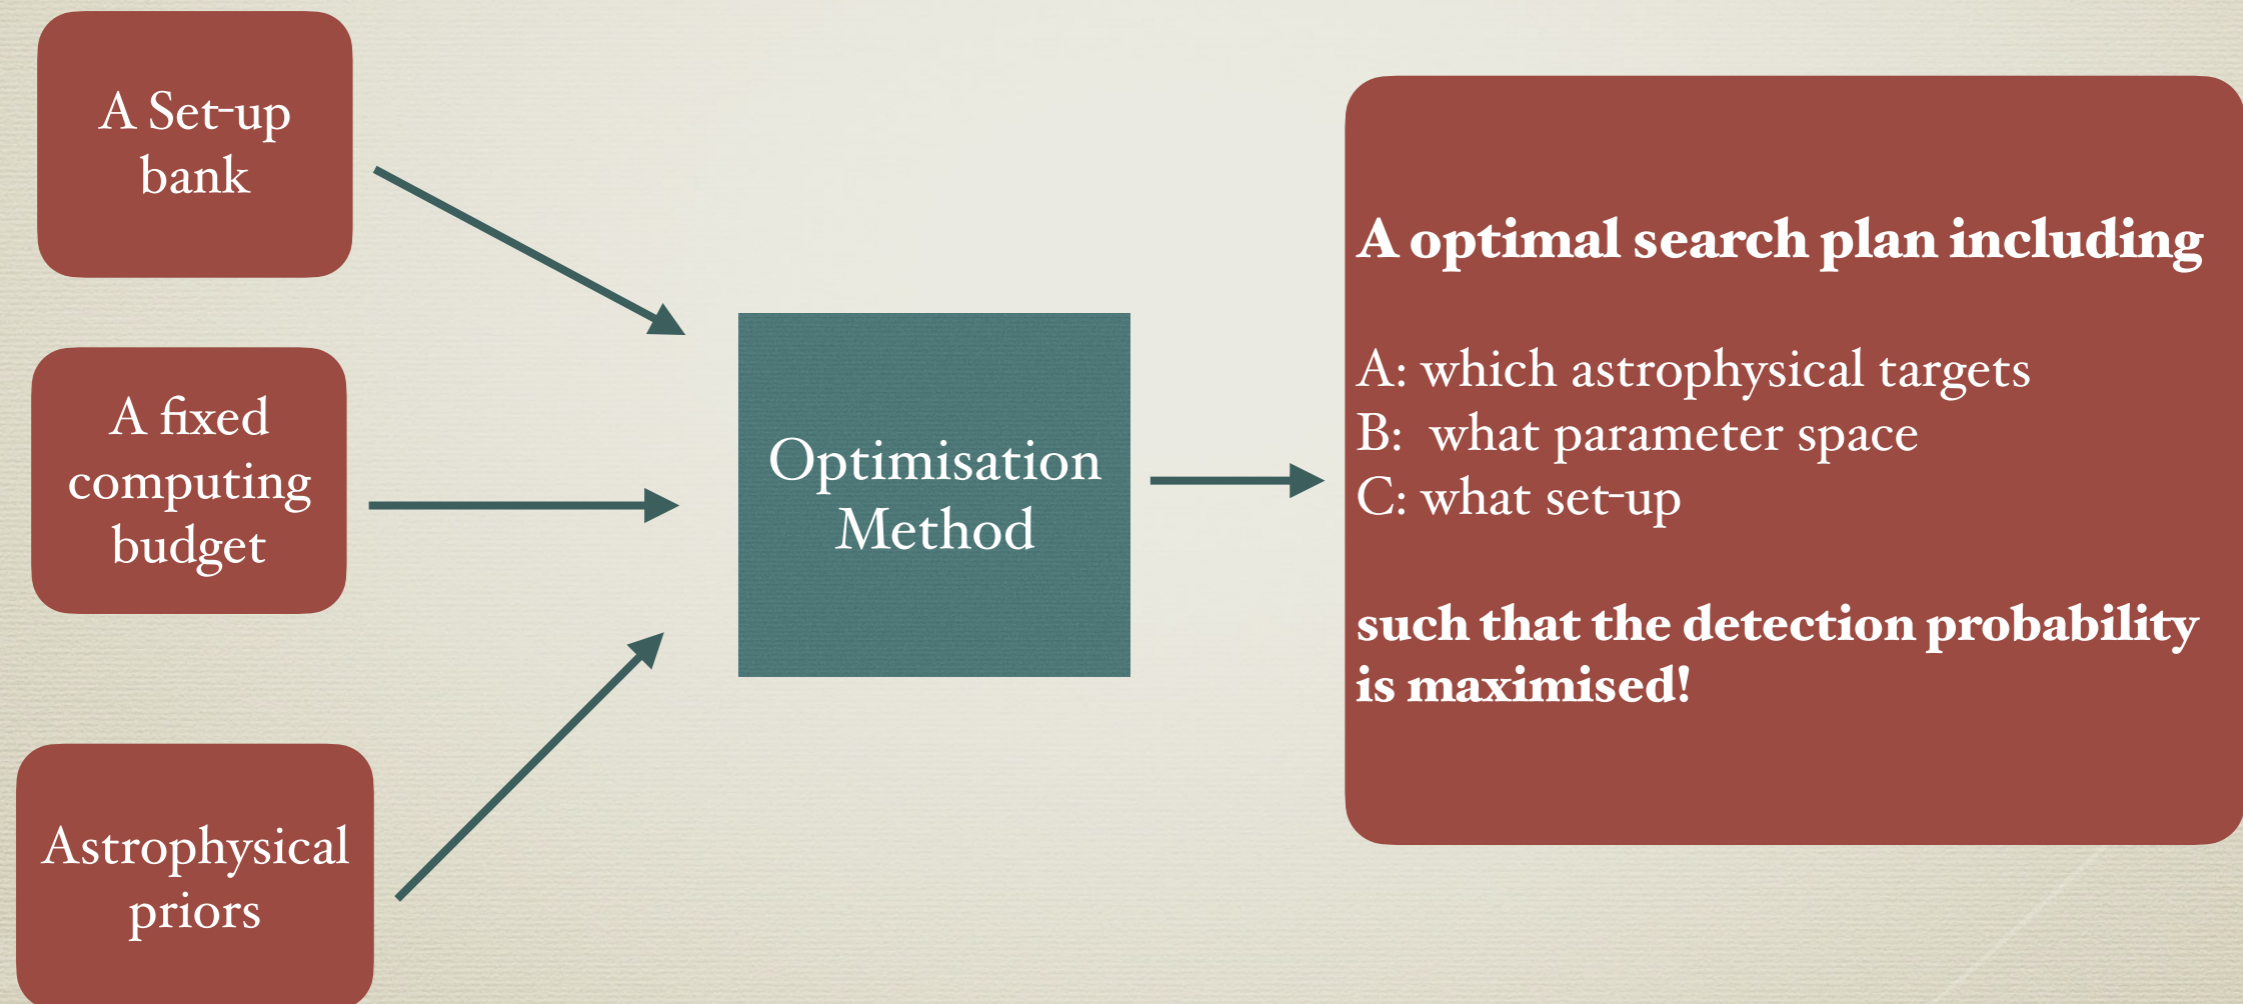 A Set-up
bank
A fixed
computing
budget
Astrophysical
priors
Optimisation
Method
A optimal search plan including
A: which astrophysical targets
B: what parameter space
C: what set-up
such that the detection probability
is maximised!